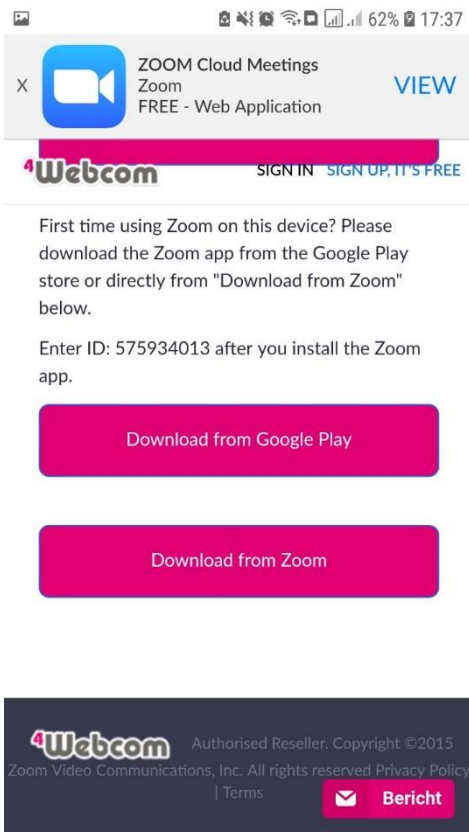 62% 17:37
X
ZOOM Cloud Meetings
Zoom
FREE - Web Application
VIEW
4Webcom SIGN IN SIGN UP, IT'S FREE
First time using Zoom on this device? Please
download the Zoom app from the Google Play
store or directly from "Download from Zoom"
below.
Enter ID: 575934013 after you install the Zoom
app.
Download from Google Play
Download from Zoom
4Webcom Authorised Reseller. Copyright ©2015
Zoom Video Communications, Inc. All rights reserved Privacy Policy
| Terms
Bericht